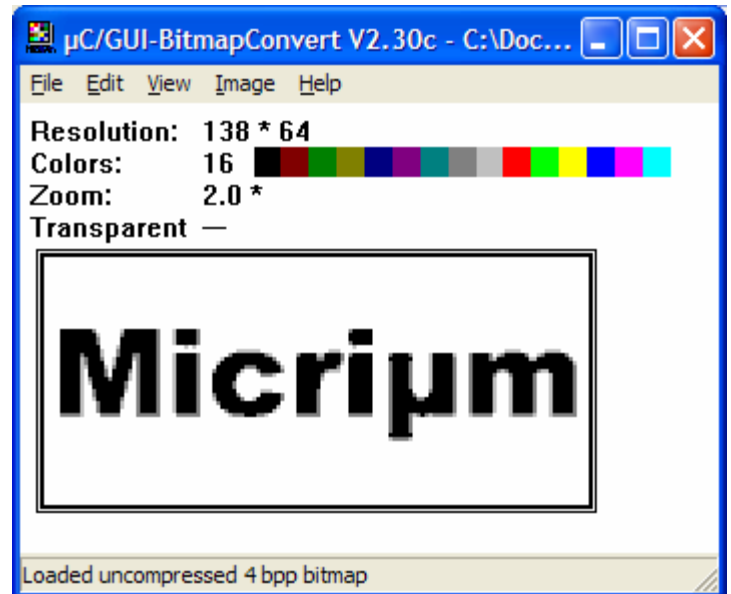 µC/GUI-BitmapConvert V2.30c - C:\Doc...
File Edit View Image Help
Resolution: 138 * 64
Colors: 16
Zoom: 2.0 *
Transparent —
Micriµm
Loaded uncompressed 4 bpp bitmap